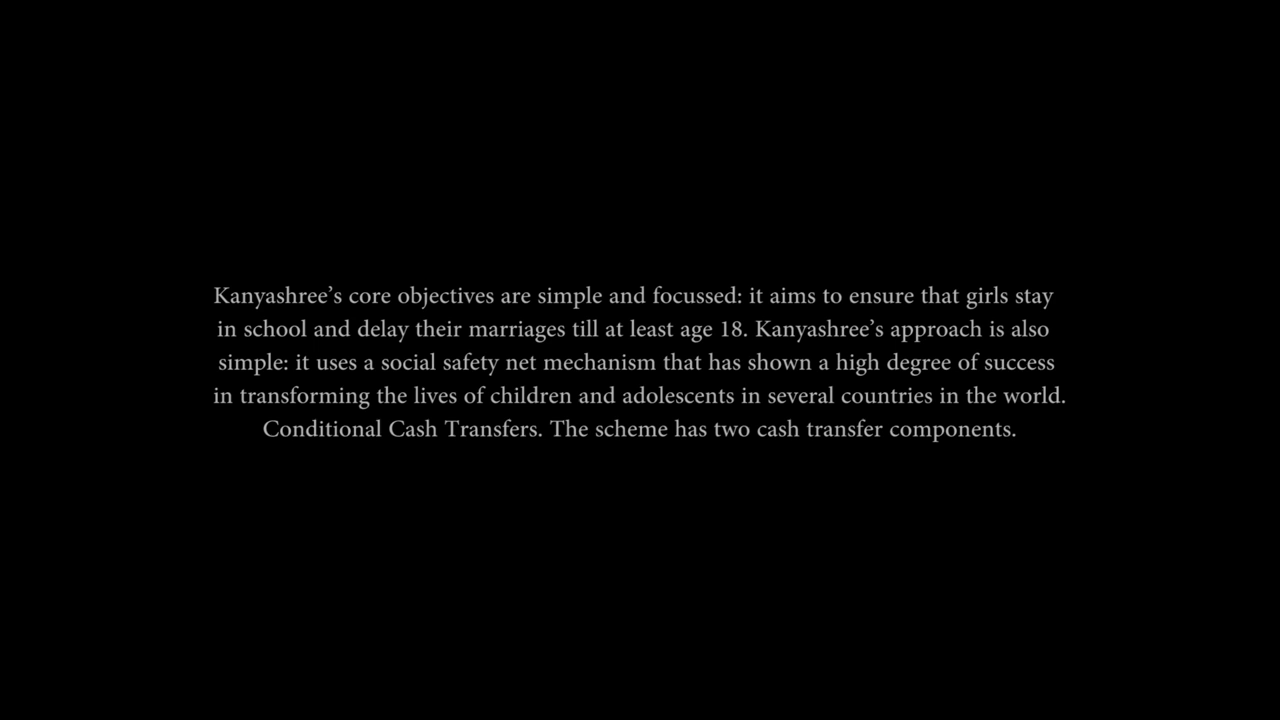 Kanyashree’s core objectives are simple and focussed: it aims to ensure that girls stay
in school and delay their marriages till at least age 18. Kanyashree’s approach is also
simple: it uses a social safety net mechanism that has shown a high degree of success
in transforming the lives of children and adolescents in several countries in the world.
Conditional Cash Transfers. The scheme has two cash transfer components.